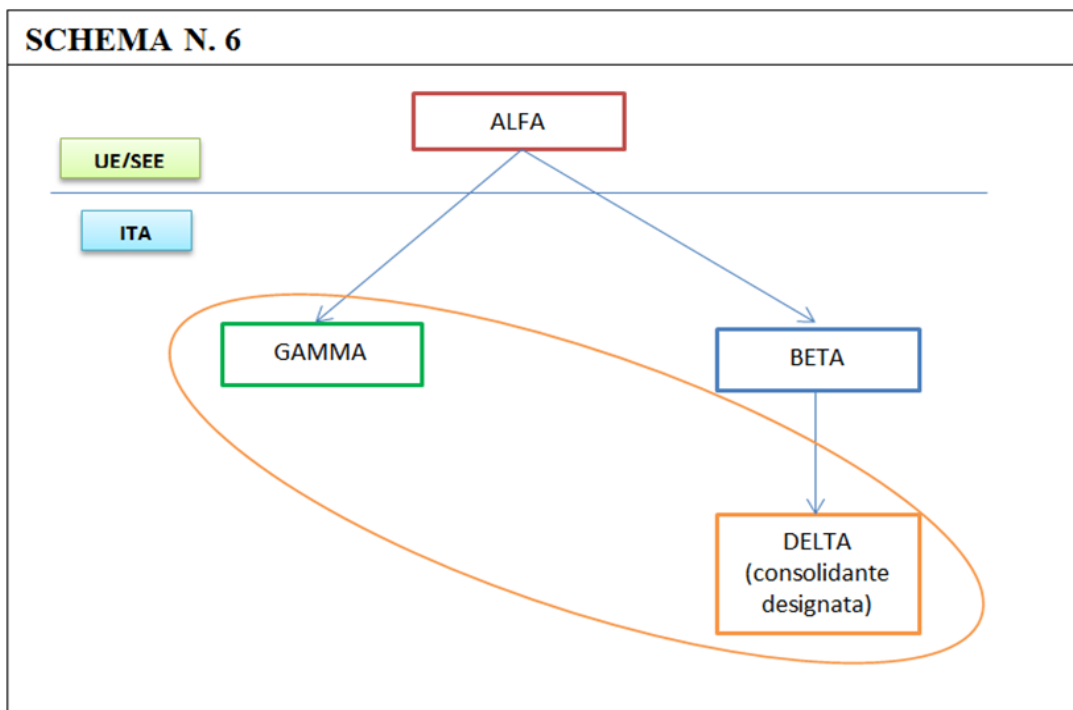 SCHEMA N. 6
ALFA
UE/SEE
ITA
GAMMA
BETA
DELTA
(consolidante
designata)